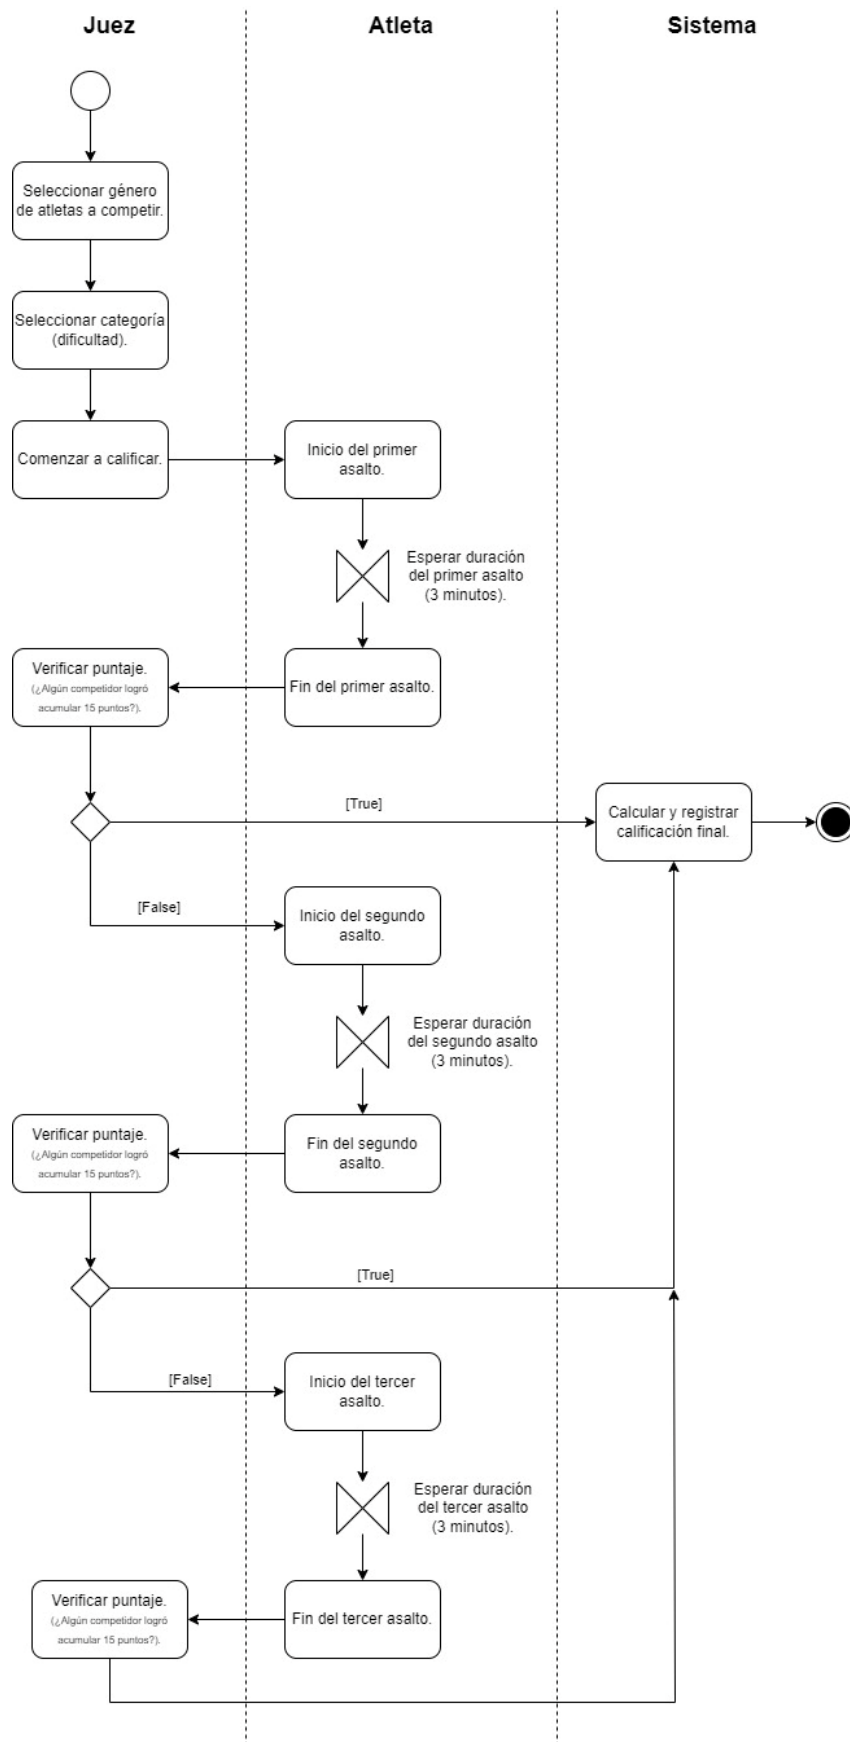 Juez
Atleta
Sistema
Seleccionar género
de atletas a competir.
Seleccionar categoría
(dificultad).
Comenzar a calificar.
Inicio del primer
asalto.
Esperar duración
del primer asalto
(3 minutos).
Fin del primer asalto.
Verificar puntaje.
(¿Algún competidor logró
acumular 15 puntos?).
[True]
Calcular y registrar
calificación final.
[False]
Inicio del segundo
asalto.
Esperar duración
del segundo asalto
(3 minutos).
Fin del segundo
asalto.
Verificar puntaje.
(¿Algún competidor logró
acumular 15 puntos?).
[True]
[False]
Inicio del tercer
asalto.
Esperar duración
del tercer asalto
(3 minutos).
Fin del tercer asalto.
Verificar puntaje.
(¿Algún competidor logró
acumular 15 puntos?).